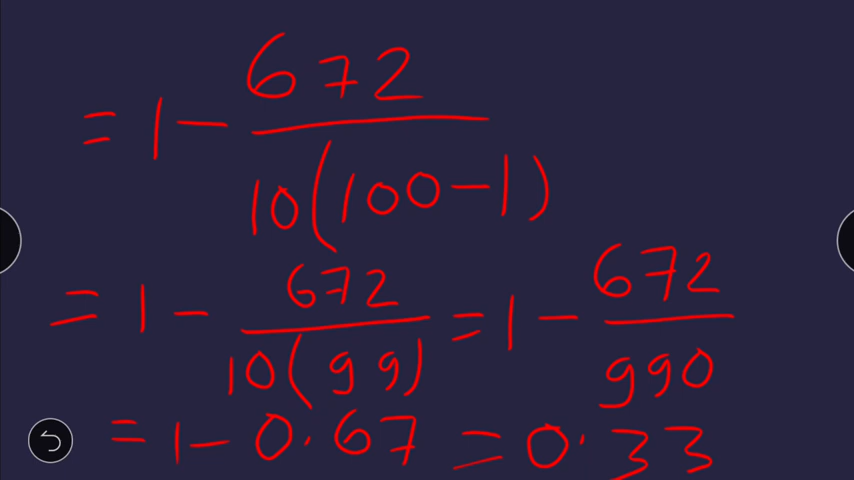 = 1 - 672 / 10(100-1)
= 1 - 672 / 10(99) = 1 - 672 / 990
= 1 - 0.67 = 0.33